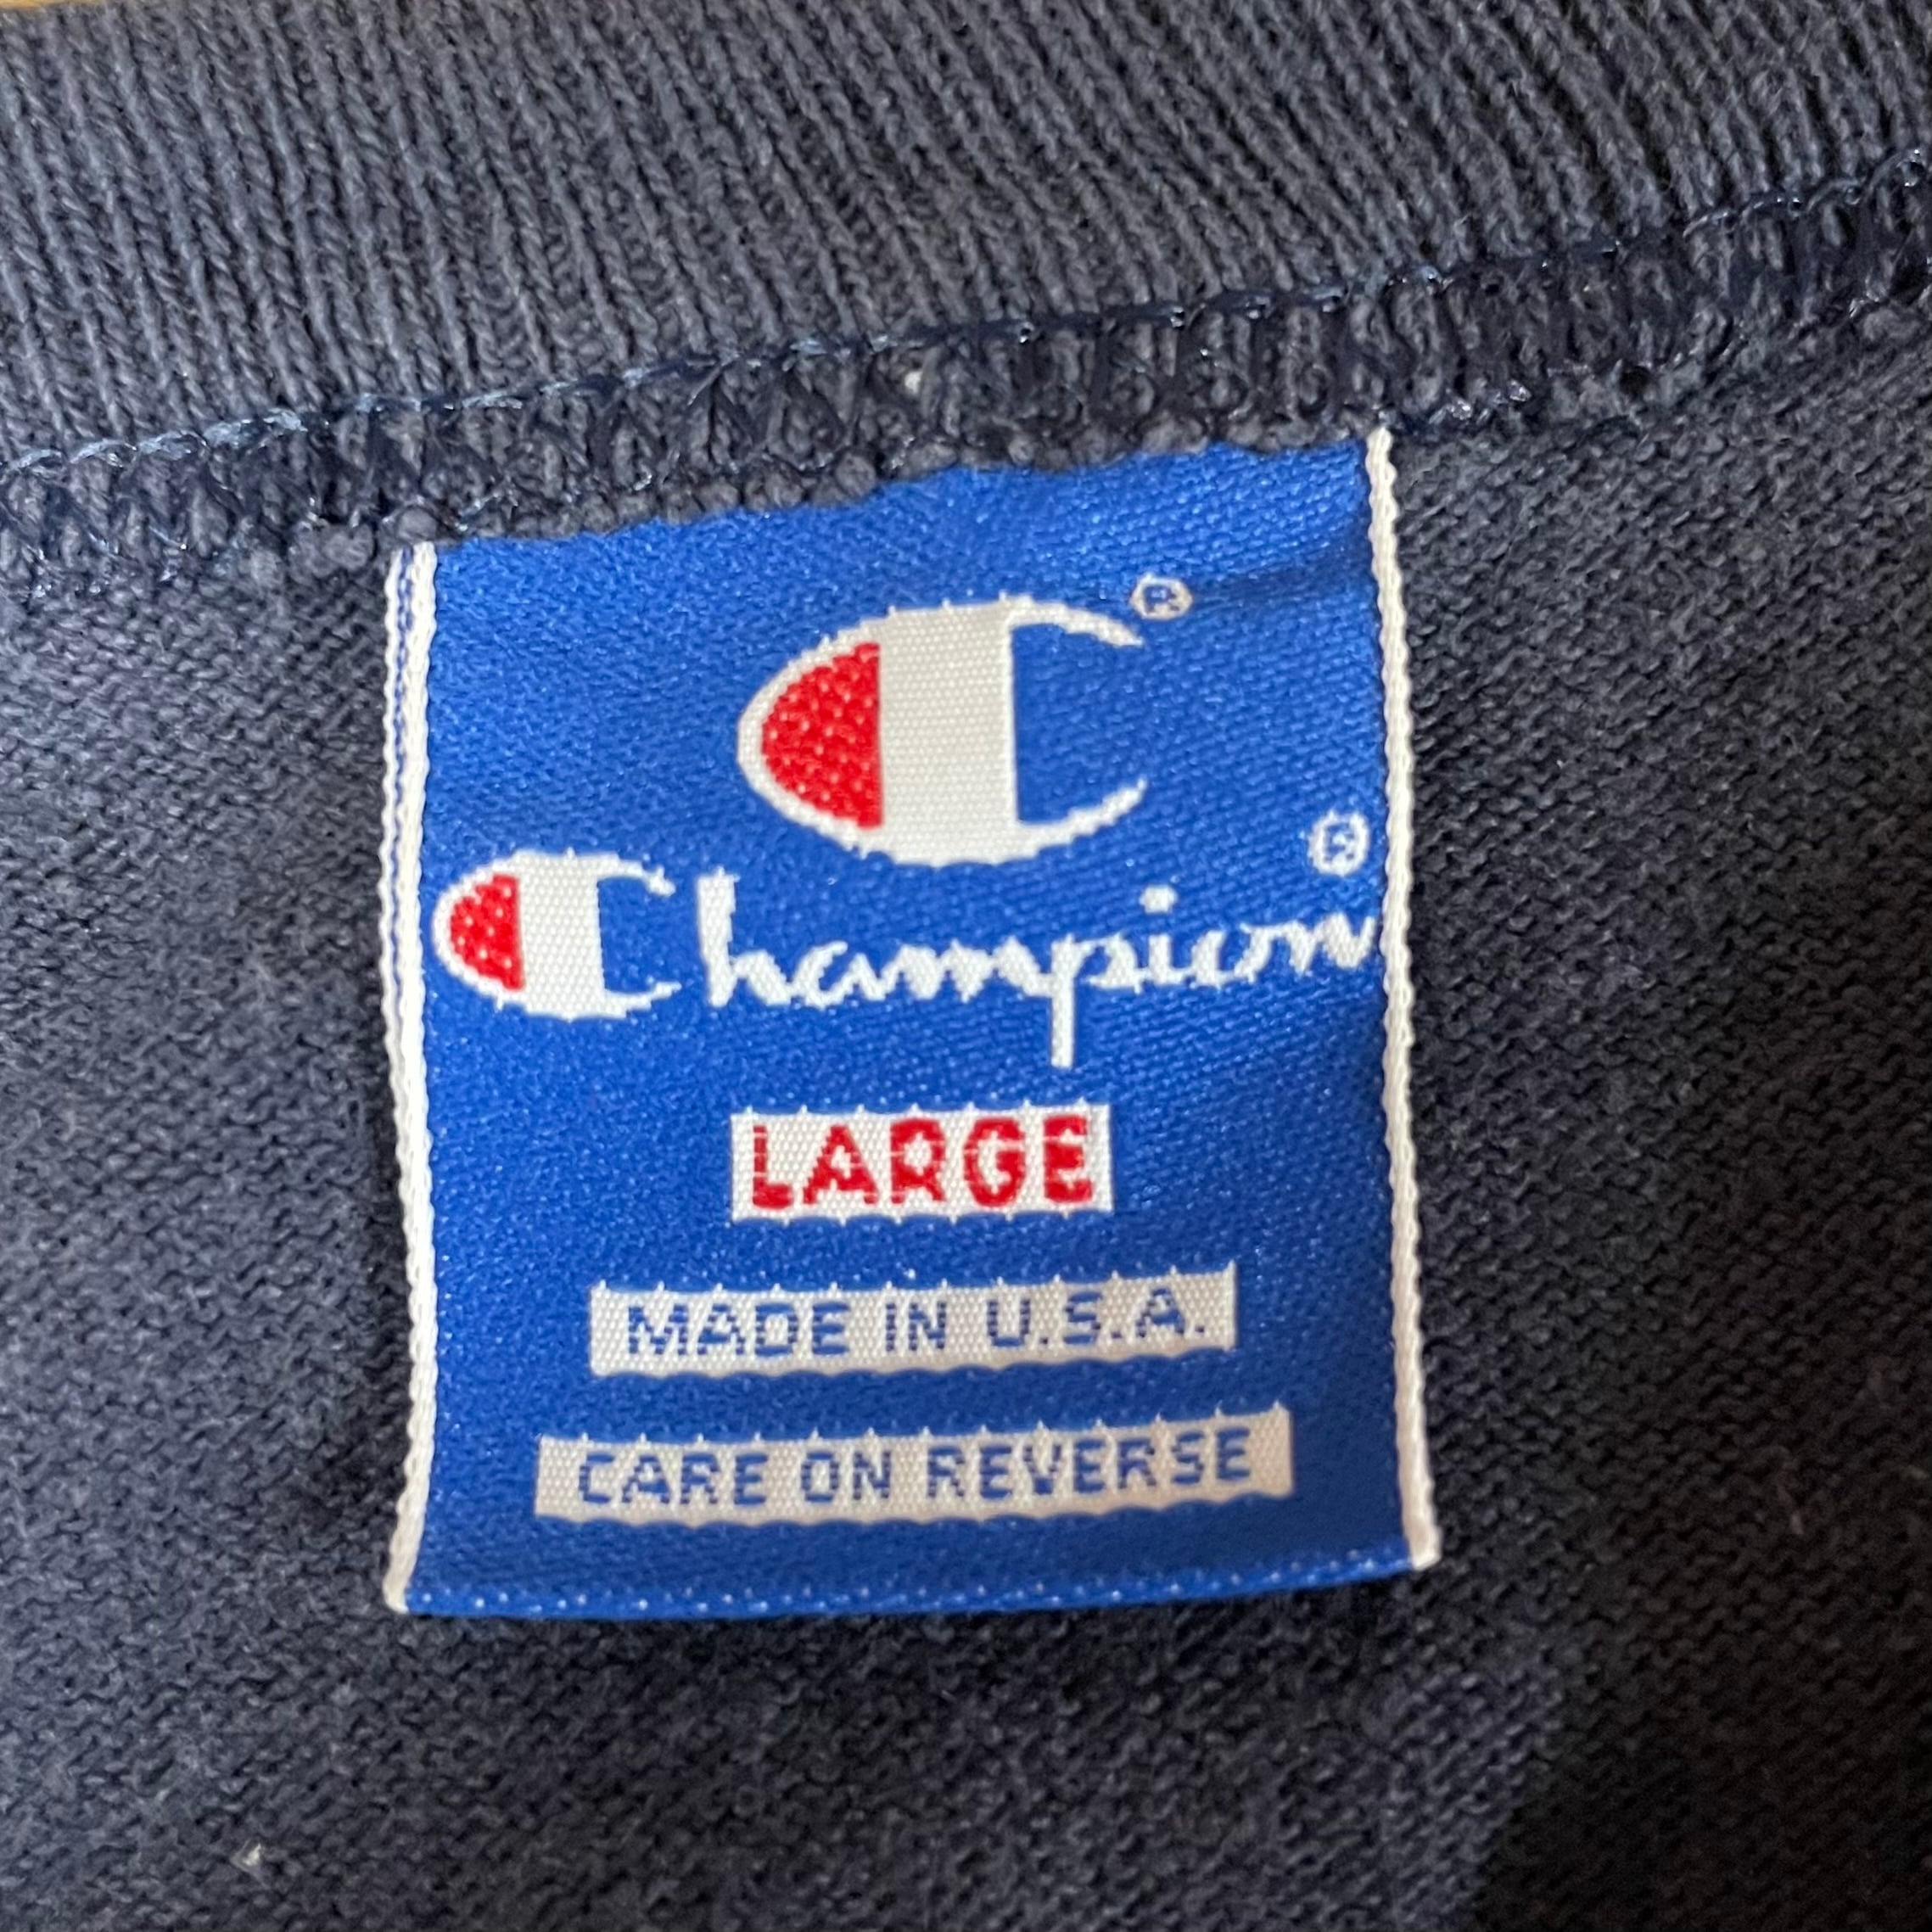 C®
Champion®
LARGE
MADE IN U.S.A.
CARE ON REVERSE